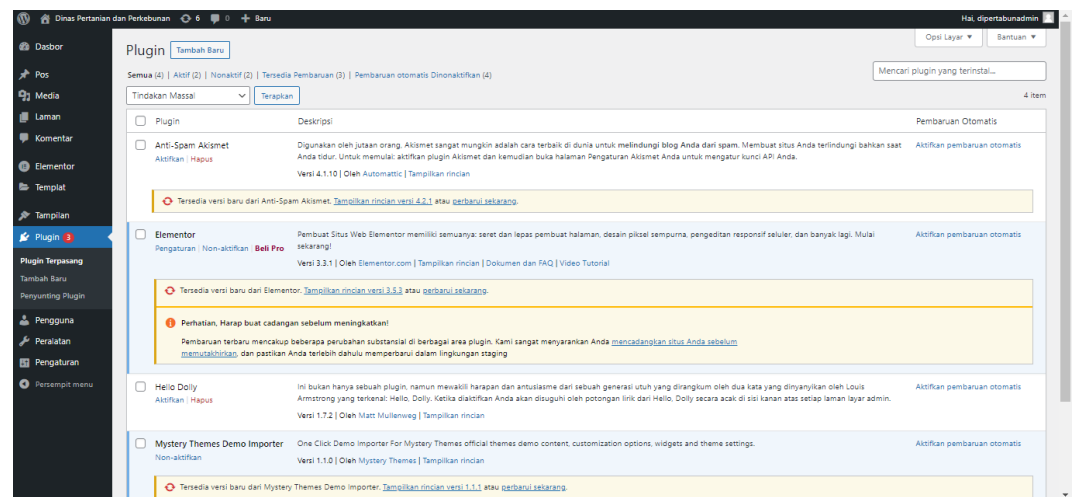 Dinas Pertanian dan Perkebunan 6 0 + Baru Hai, dipertabunadmin
Opsi Layar ▼ Bantuan ▼
Dasbor
Pos
Media
Laman
Komentar
Elementor
Templat
Tampilan
Plugin 3
Plugin Terpasang
Tambah Baru
Penyunting Plugin
Pengguna
Peralatan
Pengaturan
Persempit menu
Plugin Tambah Baru
Semua (4) | Aktif (2) | Nonaktif (2) | Tersedia Pembaruan (3) | Pembaruan otomatis Dinonaktifkan (4)
Mencari plugin yang terinstal...
Tindakan Massal Terapkan 4 item
Plugin Deskripsi Pembaruan Otomatis
Anti-Spam Akismet
Aktifkan | Hapus
Digunakan oleh jutaan orang, Akismet sangat mungkin adalah cara terbaik di dunia untuk melindungi blog Anda dari spam. Membuat situs Anda terlindungi bahkan saat
Anda tidur. Untuk memulai: aktifkan plugin Akismet dan kemudian buka halaman Pengaturan Akismet Anda untuk mengatur kunci API Anda.
Versi 4.1.10 | Oleh Automattic | Tampilkan rincian
Aktifkan pembaruan otomatis
Tersedia versi baru dari Anti-Spam Akismet. Tampilkan rincian versi 4.2.1 atau perbarui sekarang.
Elementor
Pengaturan | Non-aktifkan | Beli Pro
Pembuat Situs Web Elementor memiliki semuanya: seret dan lepas pembuat halaman, desain piksel sempurna, pengeditan responsif seluler, dan banyak lagi. Mulai
sekarang!
Versi 3.3.1 | Oleh Elementor.com | Tampilkan rincian | Dokumen dan FAQ | Video Tutorial
Aktifkan pembaruan otomatis
Tersedia versi baru dari Elementor. Tampilkan rincian versi 3.5.3 atau perbarui sekarang.
Perhatian, Harap buat cadangan sebelum meningkatkan!
Pembaruan terbaru mencakup beberapa perubahan substansial di berbagai area plugin. Kami sangat menyarankan Anda mencadangkan situs Anda sebelum
memutakhirkan, dan pastikan Anda terlebih dahulu memperbarui dalam lingkungan staging
Hello Dolly
Aktifkan | Hapus
Ini bukan hanya sebuah plugin, namun mewakili harapan dan antusiasme dari sebuah generasi utuh yang dirangkum oleh dua kata yang dinyanyikan oleh Louis
Armstrong yang terkenal: Hello, Dolly. Ketika diaktifkan Anda akan disuguhi oleh potongan lirik dari Hello, Dolly secara acak di sisi kanan atas setiap laman layar admin.
Versi 1.7.2 | Oleh Matt Mullenweg | Tampilkan rincian
Aktifkan pembaruan otomatis
Mystery Themes Demo Importer
Non-aktifkan
One Click Demo Importer For Mystery Themes official themes demo content, customization options, widgets and theme settings.
Versi 1.1.0 | Oleh Mystery Themes | Tampilkan rincian
Aktifkan pembaruan otomatis
Tersedia versi baru dari Mystery Themes Demo Importer. Tampilkan rincian versi 1.1.1 atau perbarui sekarang.